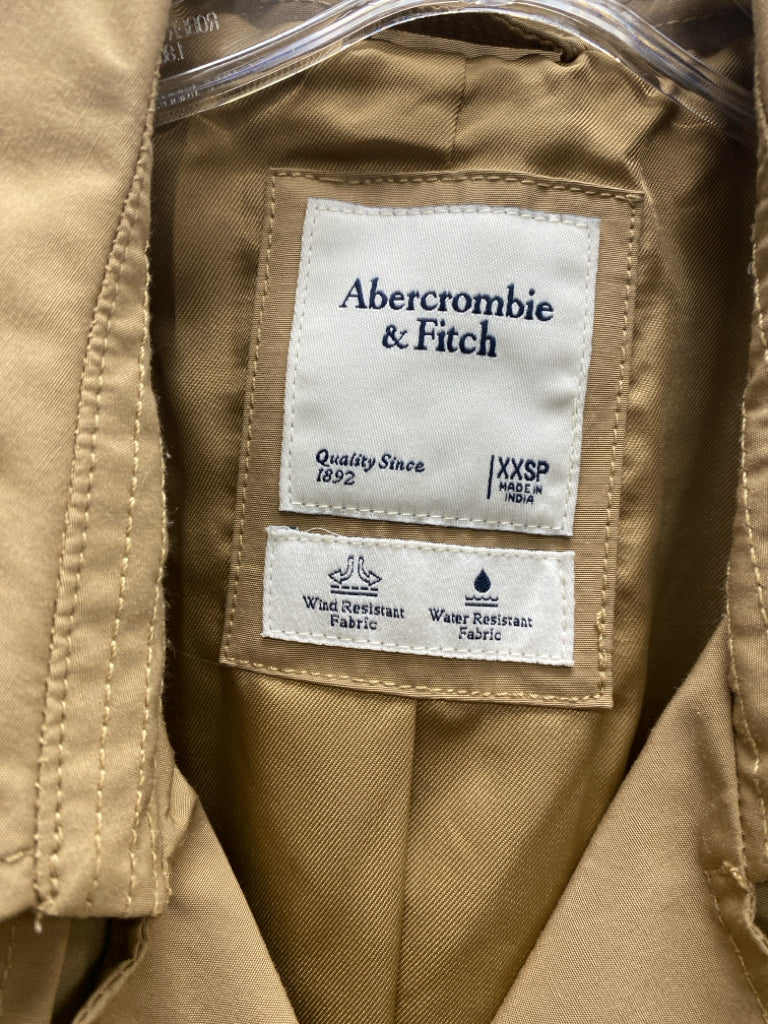 Abercrombie
& Fitch
Quality Since
1892
XXSP
MADE IN
INDIA
Wind Resistant
Fabric
Water Resistant
Fabric